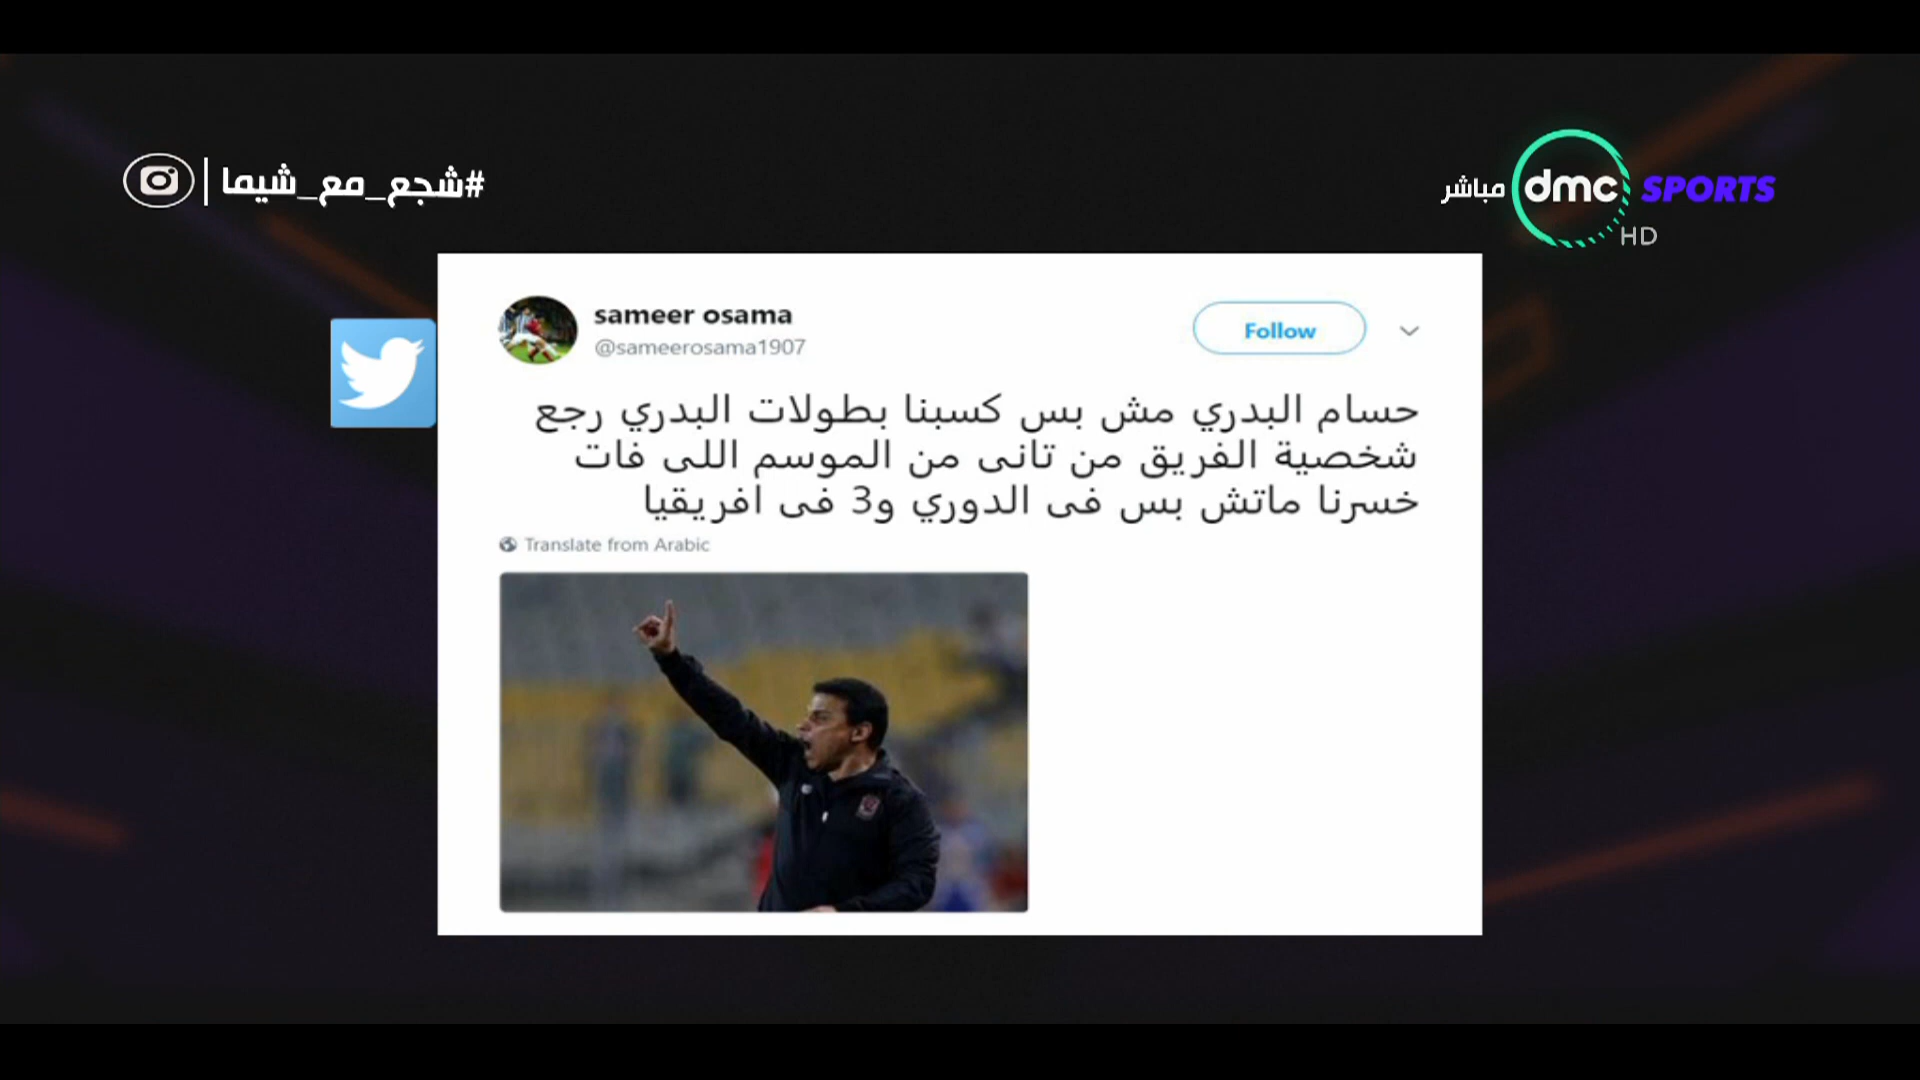 #شجع_مع_شيما
مباشر
dmc SPORTS
HD
sameer osama
@sameerosama1907
Follow
حسام البدري مش بس كسبنا بطولات البدري رجع
شخصية الفريق من تانى من الموسم اللى فات
خسرنا ماتش بس فى الدوري و3 فى افريقيا
Translate from Arabic